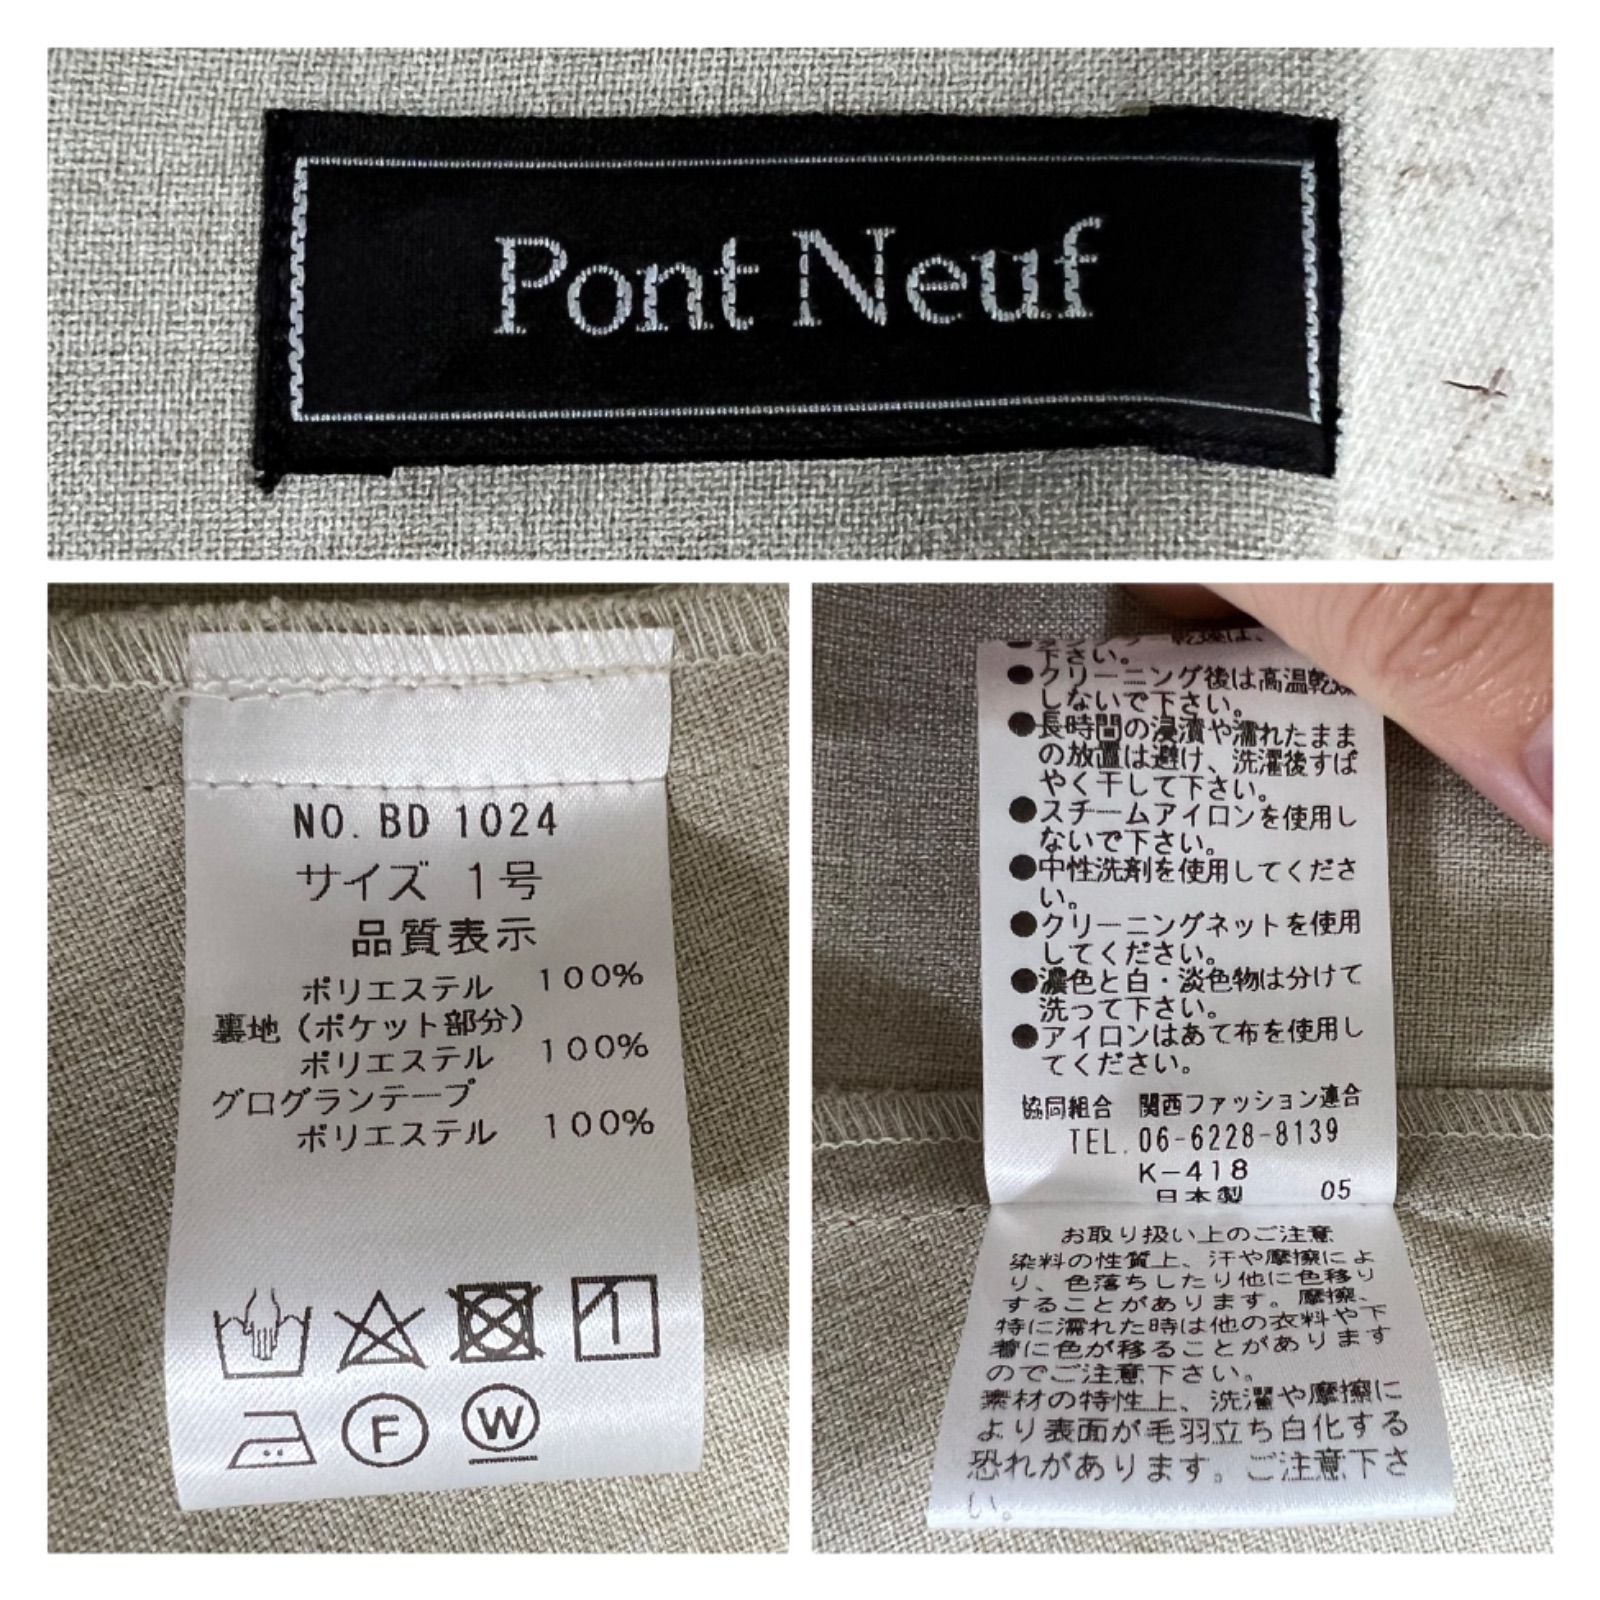 Pont Neuf
NO. BD 1024
サイズ 1号
品質表示
ポリエステル 100%
裏地(ポケット部分)
ポリエステル 100%
グログランテープ
ポリエステル 100%
F
W
下さい。
●クリーニング後は高温乾燥
しないで下さい。
●長時間の浸漬や濡れたまま
の放置は避け、洗濯後すば
やく干して下さい。
●スチームアイロンを使用し
ないで下さい。
●中性洗剤を使用してくださ
い。
●クリーニングネットを使用
してください。
●濃色と白・淡色物は分けて
洗って下さい。
●アイロンはあて布を使用し
てください。
協同組合 関西ファッション連合
TEL. 06-6228-8139
K-418
日本製 05
お取り扱い上のご注意
染料の性質上、汗や摩擦によ
り、色落ちしたり他に色移り
することがあります。摩擦、
特に濡れた時は他の衣料や下
着に色が移ることがあります
のでご注意下さい。
素材の特性上、洗濯や摩擦に
より表面が毛羽立ち白化する
恐れがあります。ご注意下さ
い。